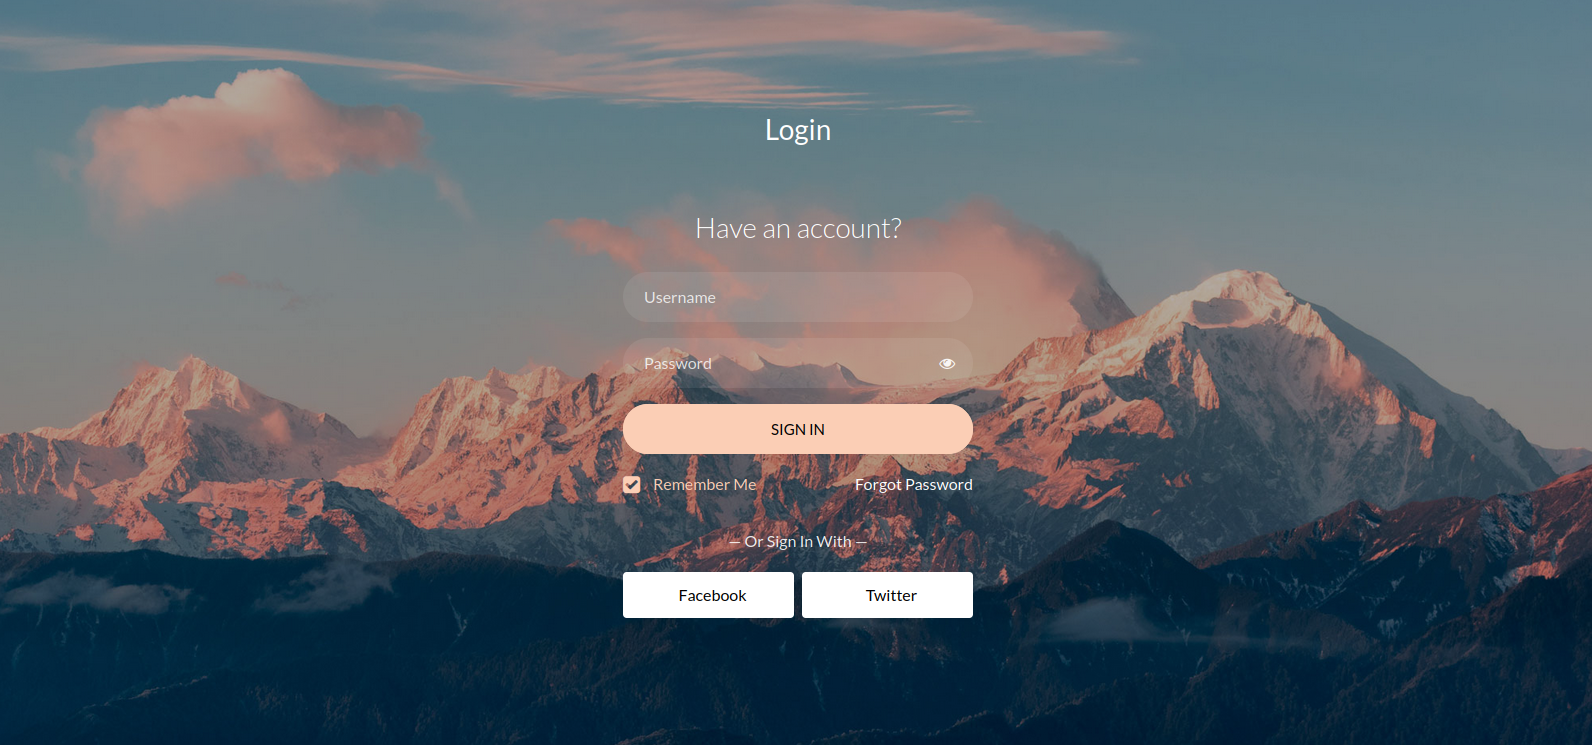 Login
Have an account?
Username
Password
SIGN IN
Remember Me Forgot Password
— Or Sign In With —
Facebook Twitter